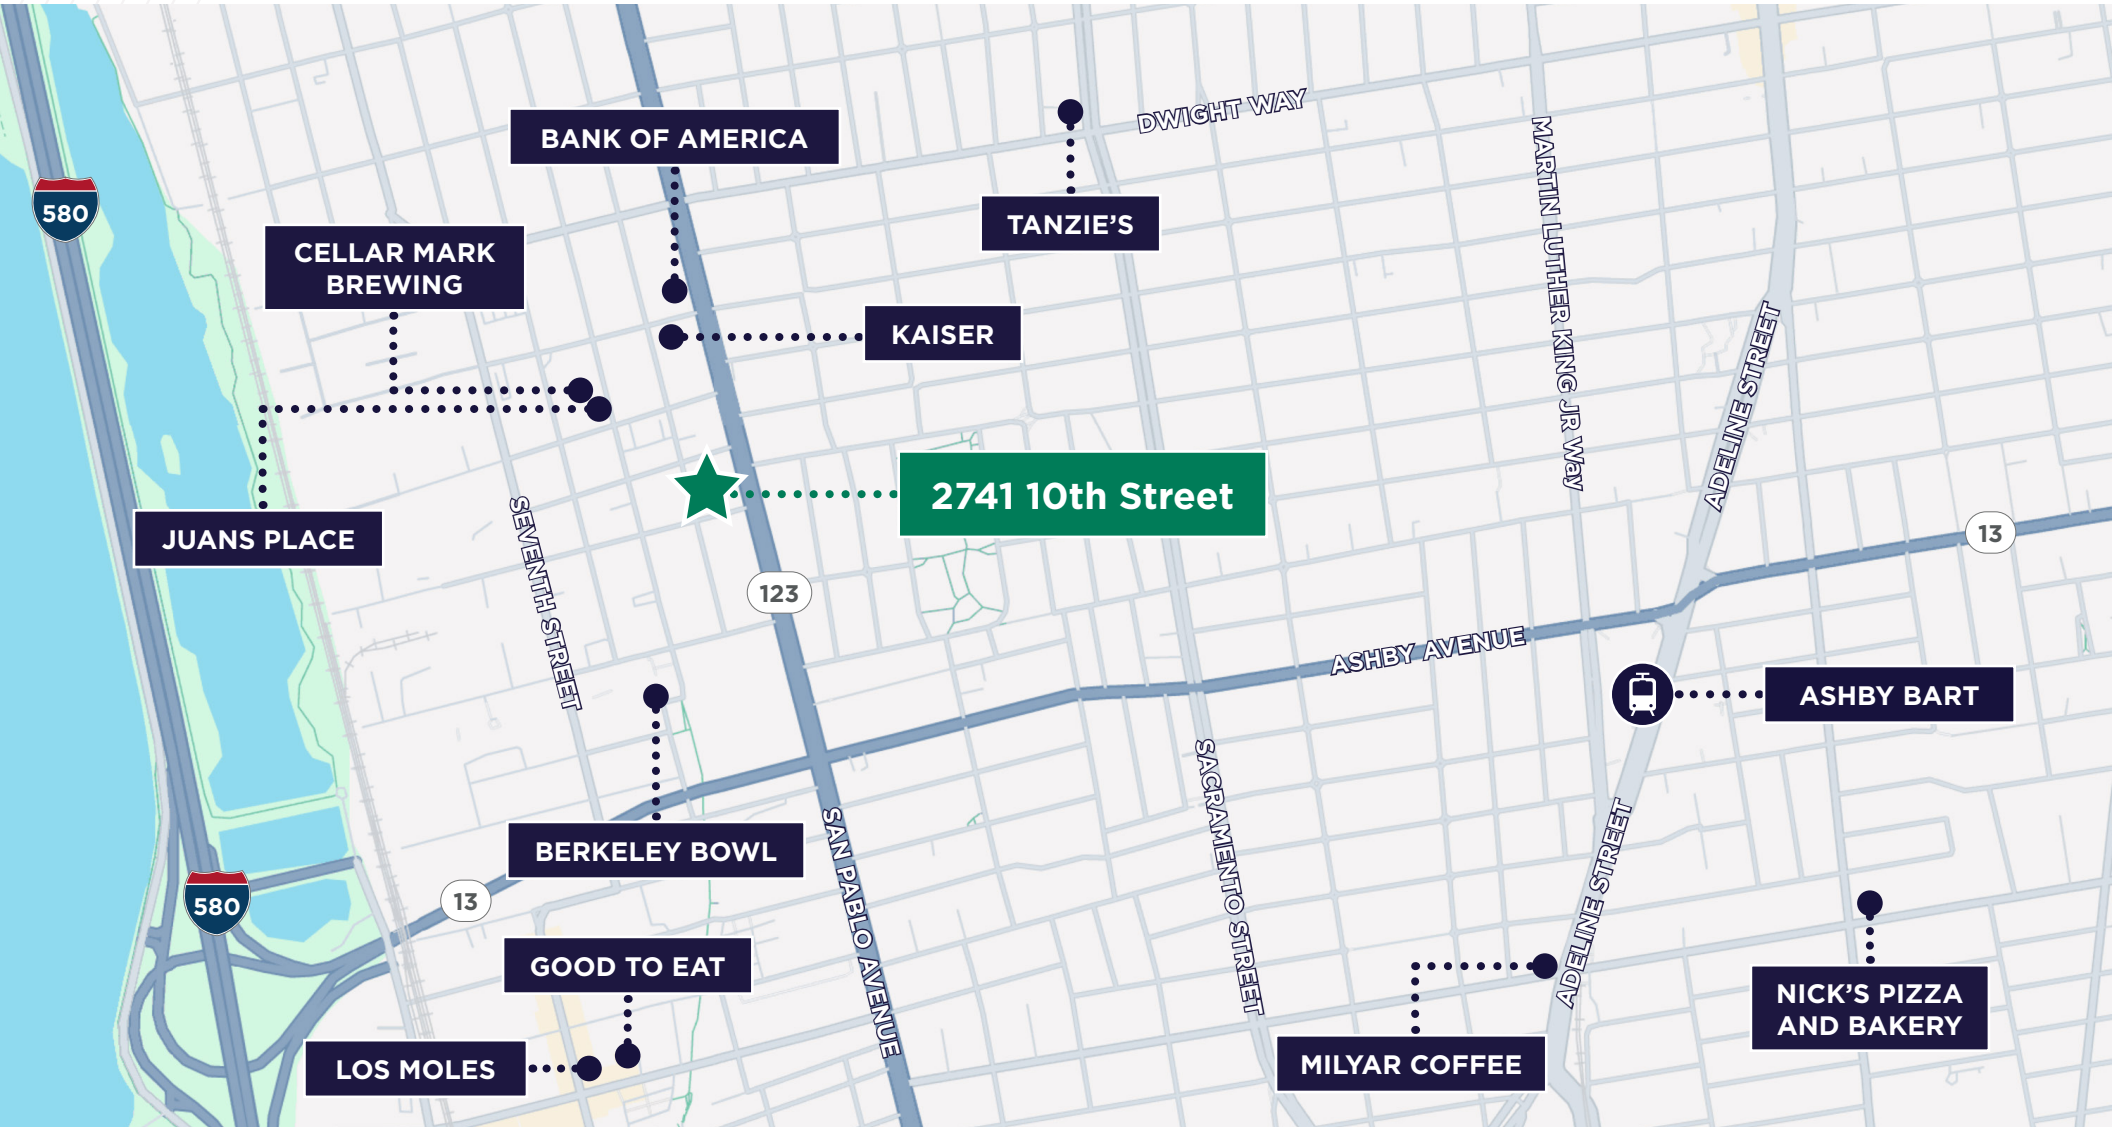 DWIGHT WAY
BANK OF AMERICA
MARTIN LUTHER KING JR Way
580
TANZIE'S
CELLAR MARK
BREWING
KAISER
ADELINE STREET
2741 10th Street
SEVENTH STREET
JUANS PLACE
13
123
ASHBY AVENUE
ASHBY BART
SACRAMENTO STREET
ADELINE STREET
SAN PABLO AVENUE
BERKELEY BOWL
580
13
GOOD TO EAT
NICK'S PIZZA
AND BAKERY
LOS MOLES
MILYAR COFFEE